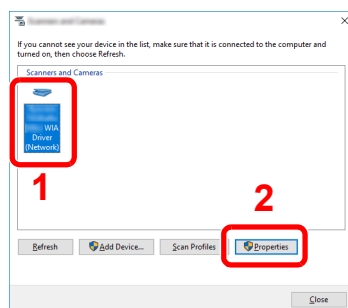 If you cannot see your device in the list, make sure that it is connected to the computer and
turned on, then choose Refresh.
Scanners and Cameras
WIA
Driver
(Network)
1
2
Refresh
Add Device...
Scan Profiles
Properties
Close